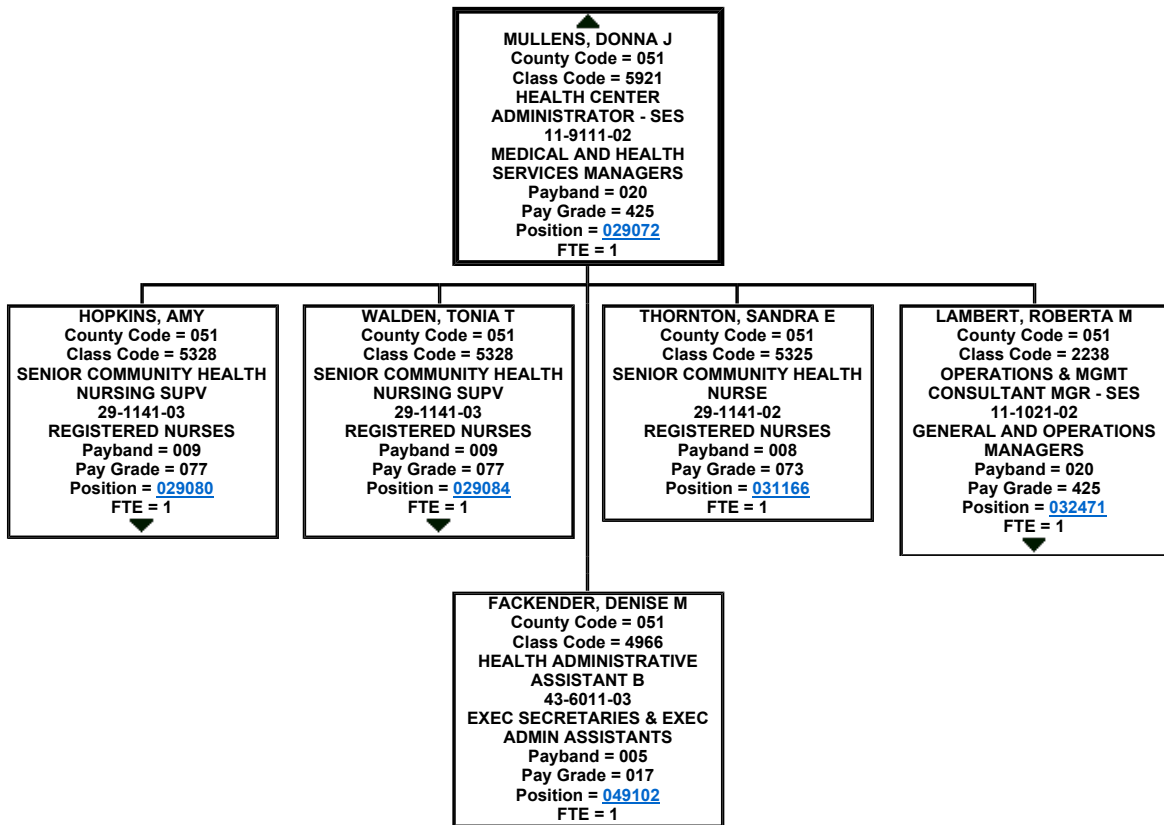 MULLENS, DONNA J
County Code = 051
Class Code = 5921
HEALTH CENTER
ADMINISTRATOR - SES
11-9111-02
MEDICAL AND HEALTH
SERVICES MANAGERS
Payband = 020
Pay Grade = 425
Position = 029072
FTE = 1
HOPKINS, AMY
County Code = 051
Class Code = 5328
SENIOR COMMUNITY HEALTH
NURSING SUPV
29-1141-03
REGISTERED NURSES
Payband = 009
Pay Grade = 077
Position = 029080
FTE = 1
WALDEN, TONIA T
County Code = 051
Class Code = 5328
SENIOR COMMUNITY HEALTH
NURSING SUPV
29-1141-03
REGISTERED NURSES
Payband = 009
Pay Grade = 077
Position = 029084
FTE = 1
THORNTON, SANDRA E
County Code = 051
Class Code = 5325
SENIOR COMMUNITY HEALTH
NURSE
29-1141-02
REGISTERED NURSES
Payband = 008
Pay Grade = 073
Position = 031166
FTE = 1
LAMBERT, ROBERTA M
County Code = 051
Class Code = 2238
OPERATIONS & MGMT
CONSULTANT MGR - SES
11-1021-02
GENERAL AND OPERATIONS
MANAGERS
Payband = 020
Pay Grade = 425
Position = 032471
FTE = 1
FACKENDER, DENISE M
County Code = 051
Class Code = 4966
HEALTH ADMINISTRATIVE
ASSISTANT B
43-6011-03
EXEC SECRETARIES & EXEC
ADMIN ASSISTANTS
Payband = 005
Pay Grade = 017
Position = 049102
FTE = 1